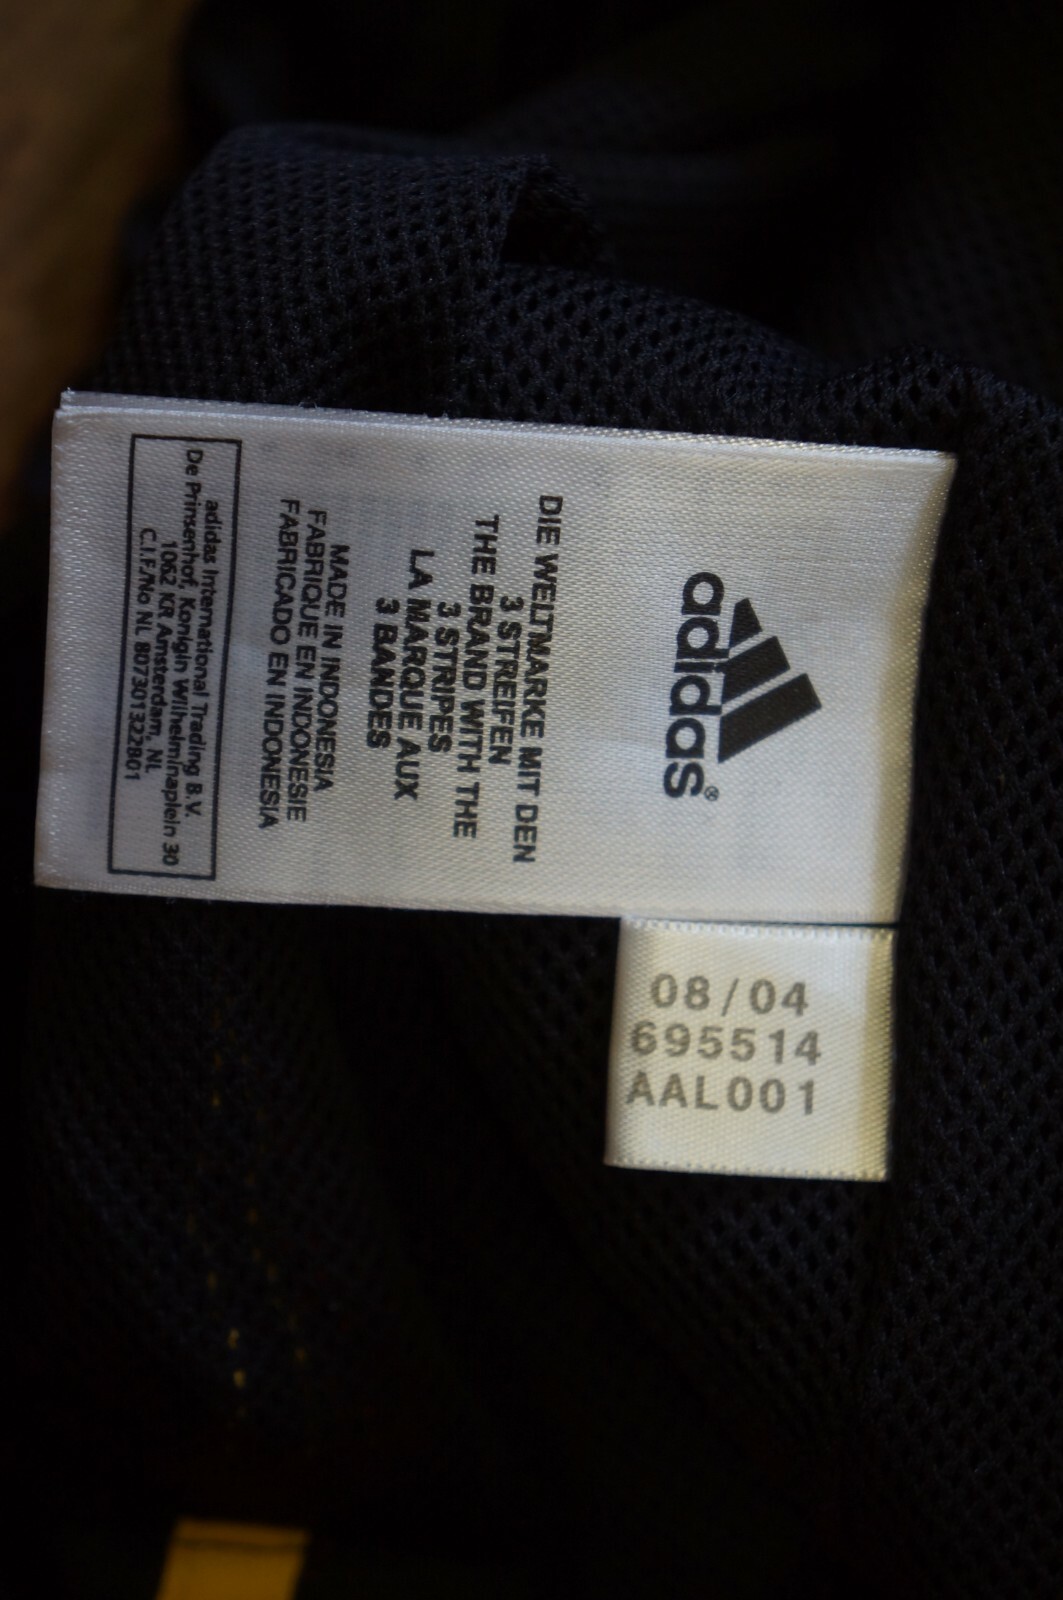 adidas®
DIE WELTMARKE MIT DEN
3 STREIFEN
THE BRAND WITH THE
3 STRIPES
LA MARQUE AUX
3 BANDES
MADE IN INDONESIA
FABRIQUE EN INDONESIE
FABRICADO EN INDONESIA
adidas International Trading B.V.
De Prinsenhof, Konigin Wilhelminaplein 30
1062 KR Amsterdam, NL
C.I.F./No NL 807301322B01
08/04
695514
AAL001